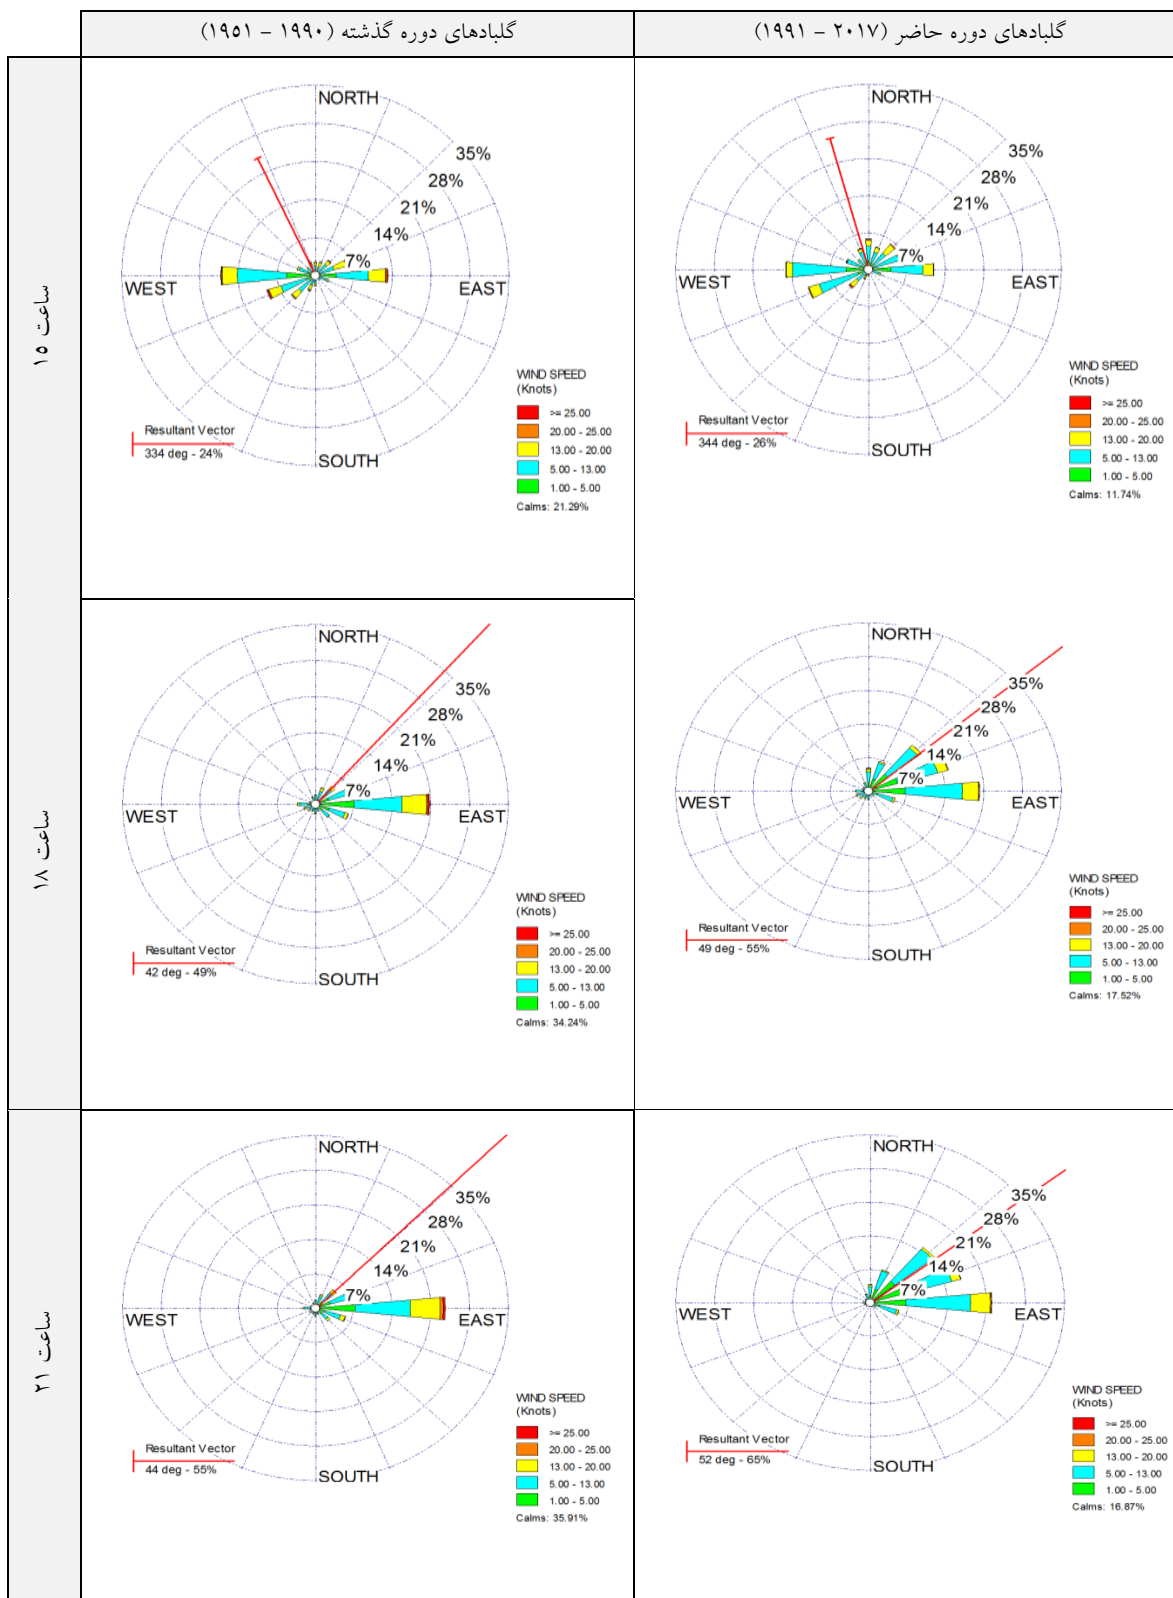 گلبادهای دوره حاضر (۲۰۱۷ - ۱۹۹۱)
گلبادهای دوره گذشته (۱۹۹۰ - ۱۹۵۱)
ساعت ۱۵
NORTH
35%
28%
21%
14%
7%
WEST
EAST
SOUTH
WIND SPEED
(Knots)
>= 25.00
20.00 - 25.00
13.00 - 20.00
5.00 - 13.00
1.00 - 5.00
Calms: 21.29%
Resultant Vector
334 deg - 24%
NORTH
35%
28%
21%
14%
7%
WEST
EAST
SOUTH
WIND SPEED
(Knots)
>= 25.00
20.00 - 25.00
13.00 - 20.00
5.00 - 13.00
1.00 - 5.00
Calms: 11.74%
Resultant Vector
344 deg - 26%
ساعت ۱۸
NORTH
35%
28%
21%
14%
7%
WEST
EAST
SOUTH
WIND SPEED
(Knots)
>= 25.00
20.00 - 25.00
13.00 - 20.00
5.00 - 13.00
1.00 - 5.00
Calms: 34.24%
Resultant Vector
42 deg - 49%
NORTH
35%
28%
21%
14%
7%
WEST
EAST
SOUTH
WIND SPEED
(Knots)
>= 25.00
20.00 - 25.00
13.00 - 20.00
5.00 - 13.00
1.00 - 5.00
Calms: 17.52%
Resultant Vector
49 deg - 55%
ساعت ۲۱
NORTH
35%
28%
21%
14%
7%
WEST
EAST
SOUTH
WIND SPEED
(Knots)
>= 25.00
20.00 - 25.00
13.00 - 20.00
5.00 - 13.00
1.00 - 5.00
Calms: 35.91%
Resultant Vector
44 deg - 55%
NORTH
35%
28%
21%
14%
7%
WEST
EAST
SOUTH
WIND SPEED
(Knots)
>= 25.00
20.00 - 25.00
13.00 - 20.00
5.00 - 13.00
1.00 - 5.00
Calms: 16.87%
Resultant Vector
52 deg - 65%